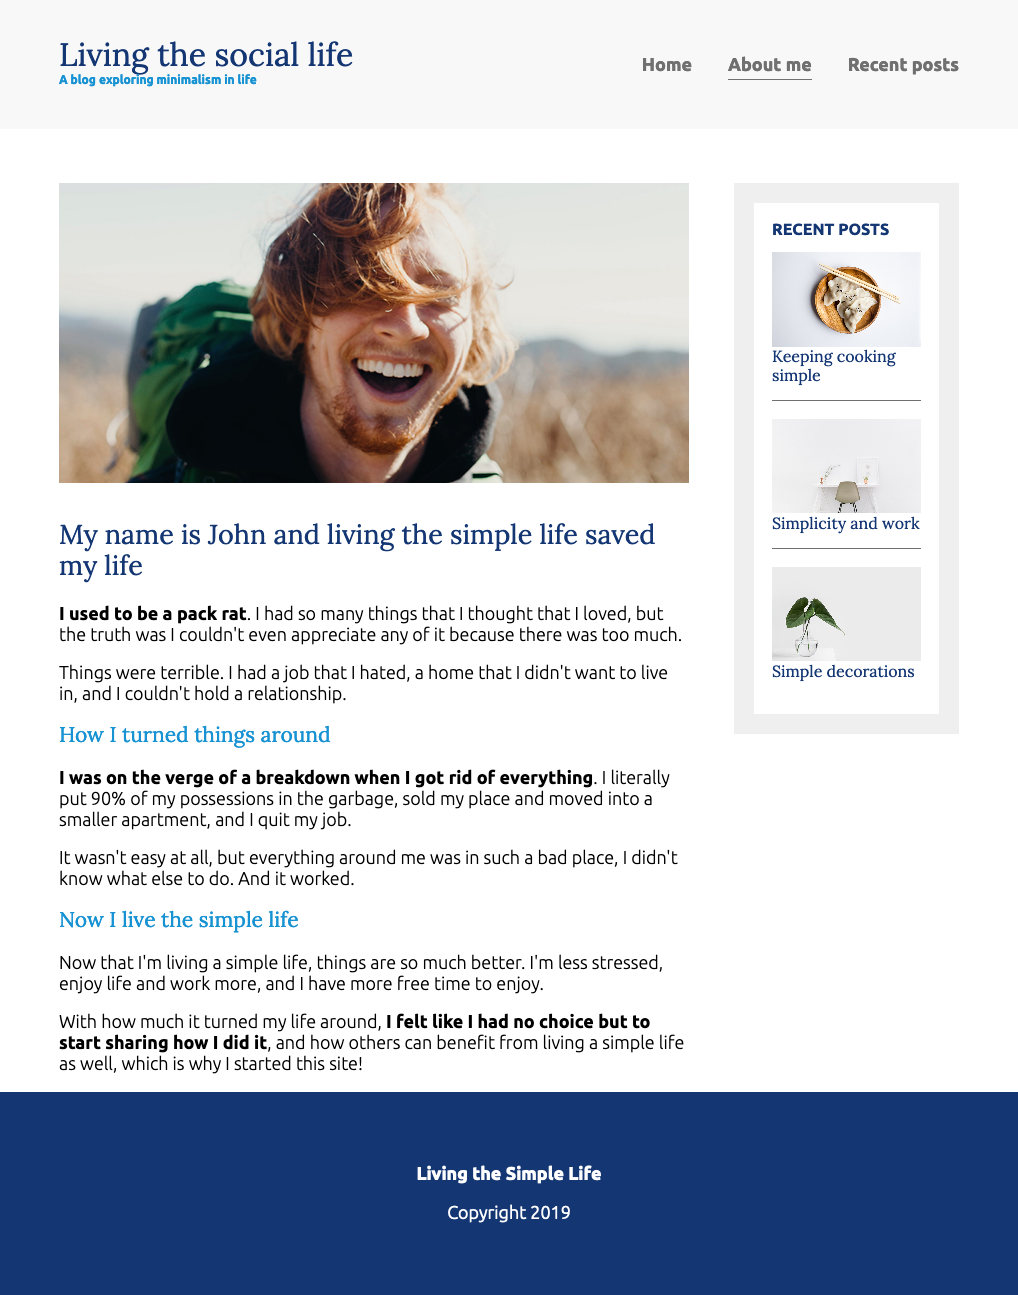 Living the social life
A blog exploring minimalism in life
Home
About me
Recent posts
My name is John and living the simple life saved
my life
I used to be a pack rat. I had so many things that I thought that I loved, but
the truth was I couldn't even appreciate any of it because there was too much.
Things were terrible. I had a job that I hated, a home that I didn't want to live
in, and I couldn't hold a relationship.
How I turned things around
I was on the verge of a breakdown when I got rid of everything. I literally
put 90% of my possessions in the garbage, sold my place and moved into a
smaller apartment, and I quit my job.
It wasn't easy at all, but everything around me was in such a bad place, I didn't
know what else to do. And it worked.
Now I live the simple life
Now that I'm living a simple life, things are so much better. I'm less stressed,
enjoy life and work more, and I have more free time to enjoy.
With how much it turned my life around, I felt like I had no choice but to
start sharing how I did it, and how others can benefit from living a simple life
as well, which is why I started this site!
RECENT POSTS
Keeping cooking
simple
Simplicity and work
Simple decorations
Living the Simple Life
Copyright 2019